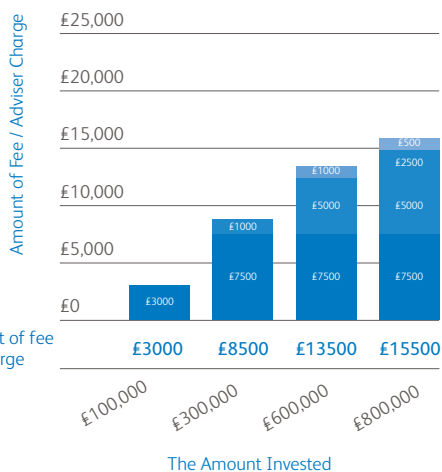 Amount of Fee / Adviser Charge
£25,000
£20,000
£15,000
£10,000
£5,000
£0
£3000
£1000
£7500
£1000
£5000
£7500
£500
£2500
£5000
£7500
t of fee
rge
£3000 £8500 £13500 £15500
£100,000 £300,000 £600,000 £800,000
The Amount Invested